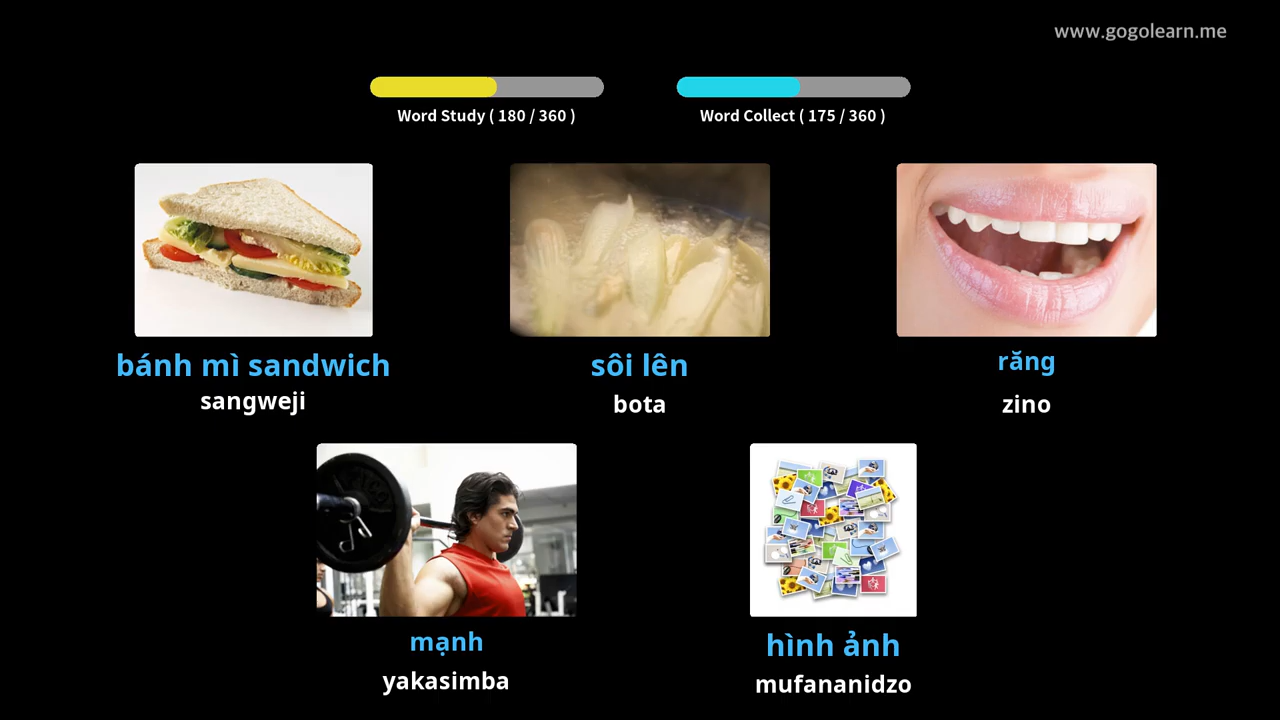 www.gogolearn.me
Word Study ( 180 / 360 )
Word Collect ( 175 / 360 )
bánh mì sandwich
sangweji
sôi lên
bota
răng
zino
mạnh
yakasimba
hình ảnh
mufananidzo